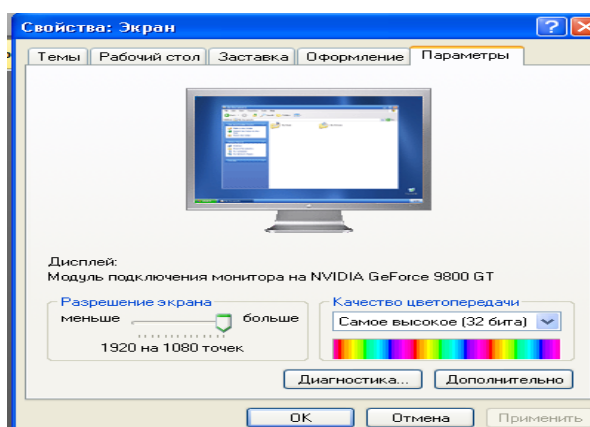 Свойства: Экран
Темы Рабочий стол Заставка Оформление Параметры
Дисплей:
Модуль подключения монитора на NVIDIA GeForce 9800 GT
Разрешение экрана
меньше больше
1920 на 1080 точек
Качество цветопередачи
Самое высокое (32 бита)
Диагностика... Дополнительно
ОК Отмена Применить